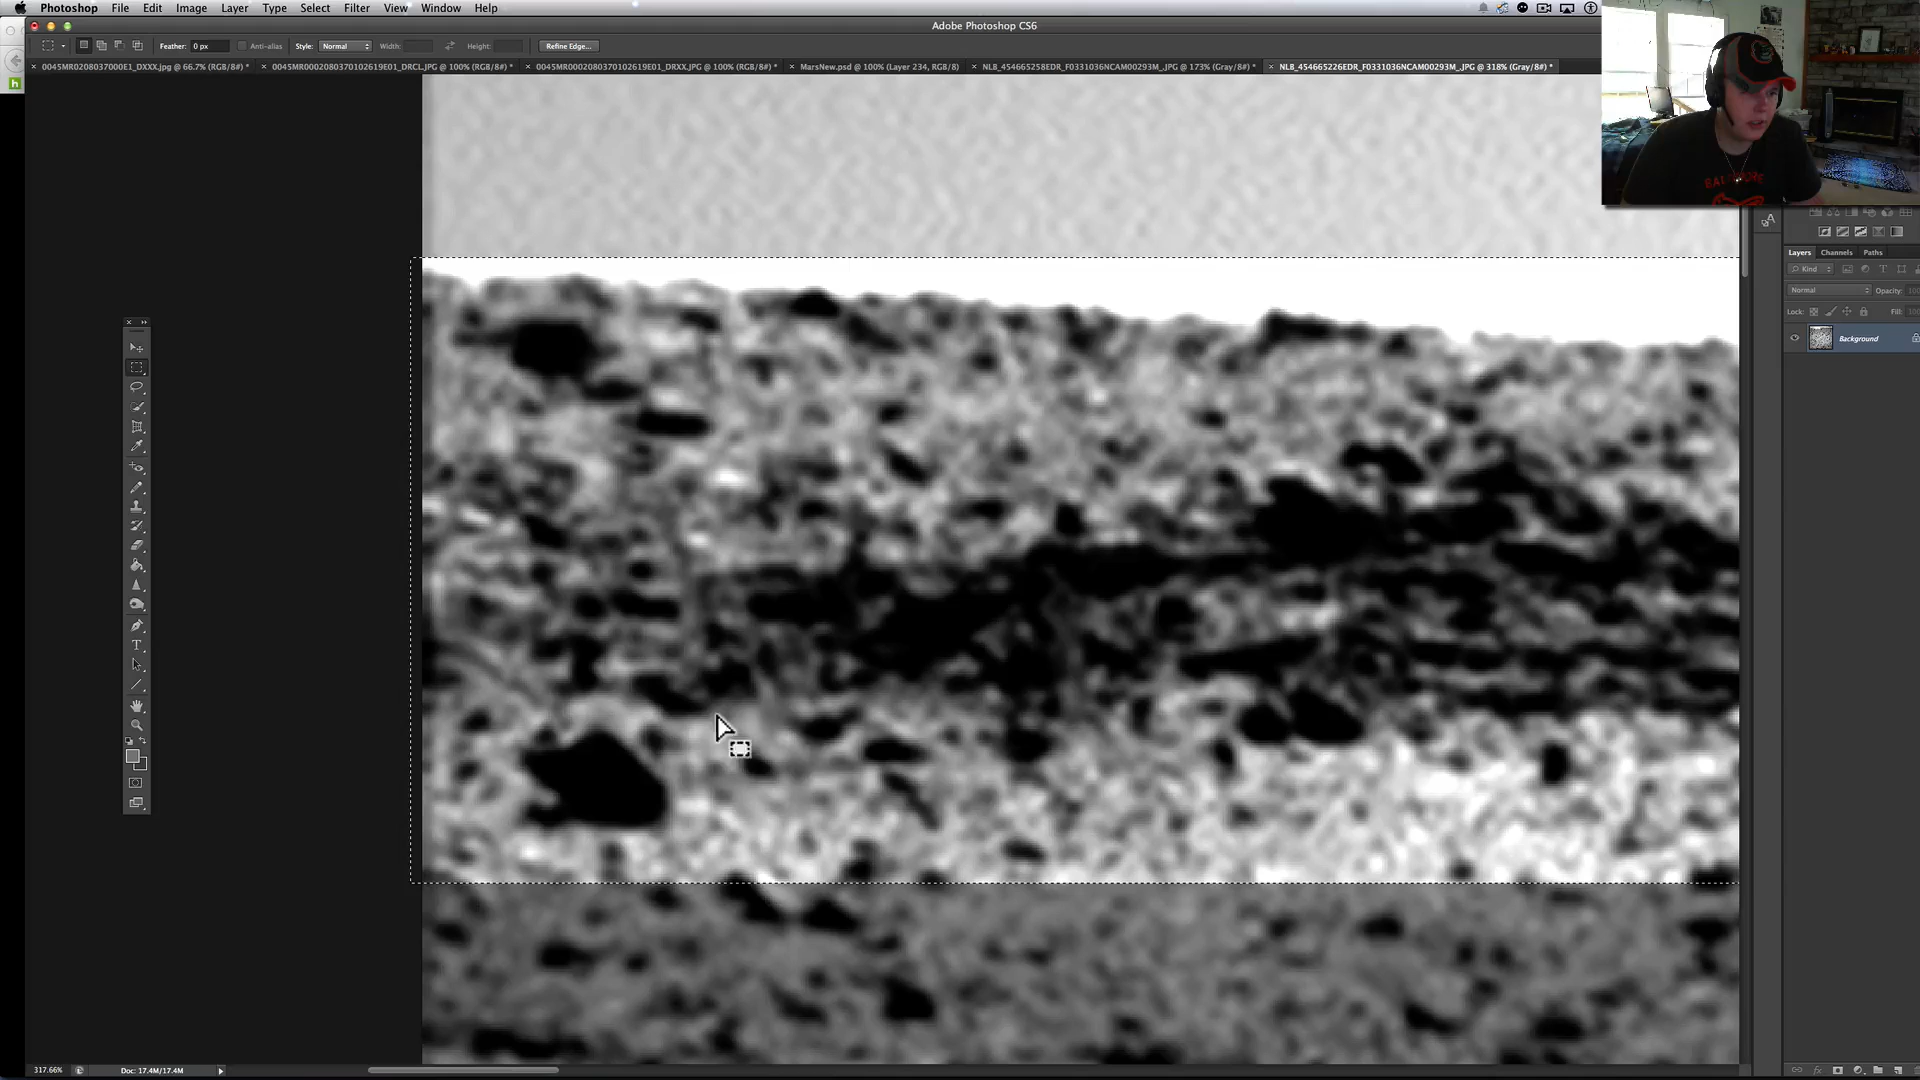 Photoshop File Edit Image Layer Type Select Filter View Window Help
Adobe Photoshop CS6
Feather: 0 px Anti-alias Style: Normal Width: Height: Refine Edge...
0045MR0208037000E1_DXXX.jpg @ 66.7% (RGB/8#) * 0045MR0002080370102619E01_DRCL.JPG @ 100% (RGB/8#) * 0045MR0002080370102619E01_DRXX.JPG @ 100% (RGB/8#) * MarsNew.psd @ 100% (Layer 234, RGB/8) NLB_454665258EDR_F0331036NCAM00293M_.JPG @ 173% (Gray/8#) * NLB_454665226EDR_F0331036NCAM00293M_.JPG @ 318% (Gray/8#) *
Layers Channels Paths
Kind
Normal Opacity:
Lock: Fill:
Background
317.66% Doc: 17.4M/17.4M